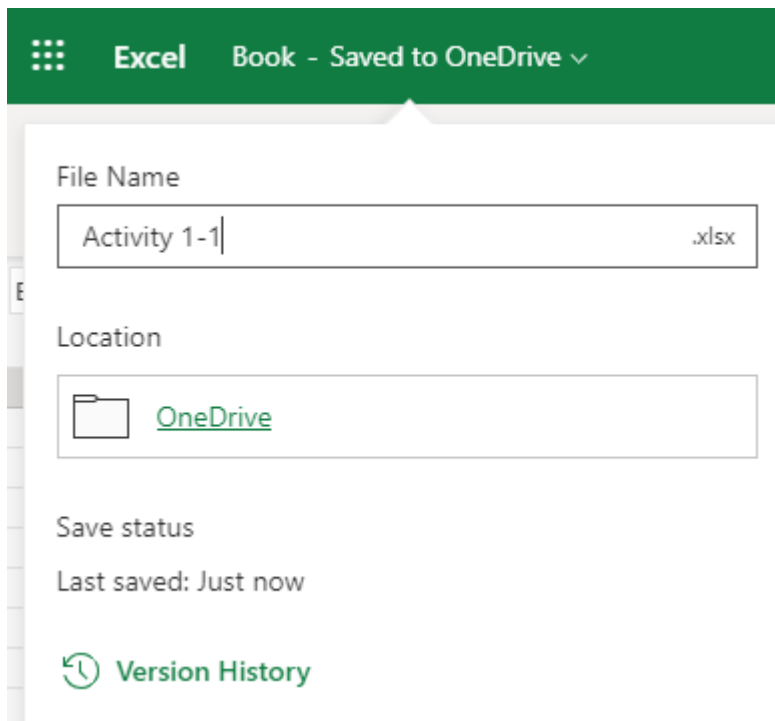 Excel Book - Saved to OneDrive
File Name
Activity 1-1 .xlsx
Location
OneDrive
Save status
Last saved: Just now
Version History